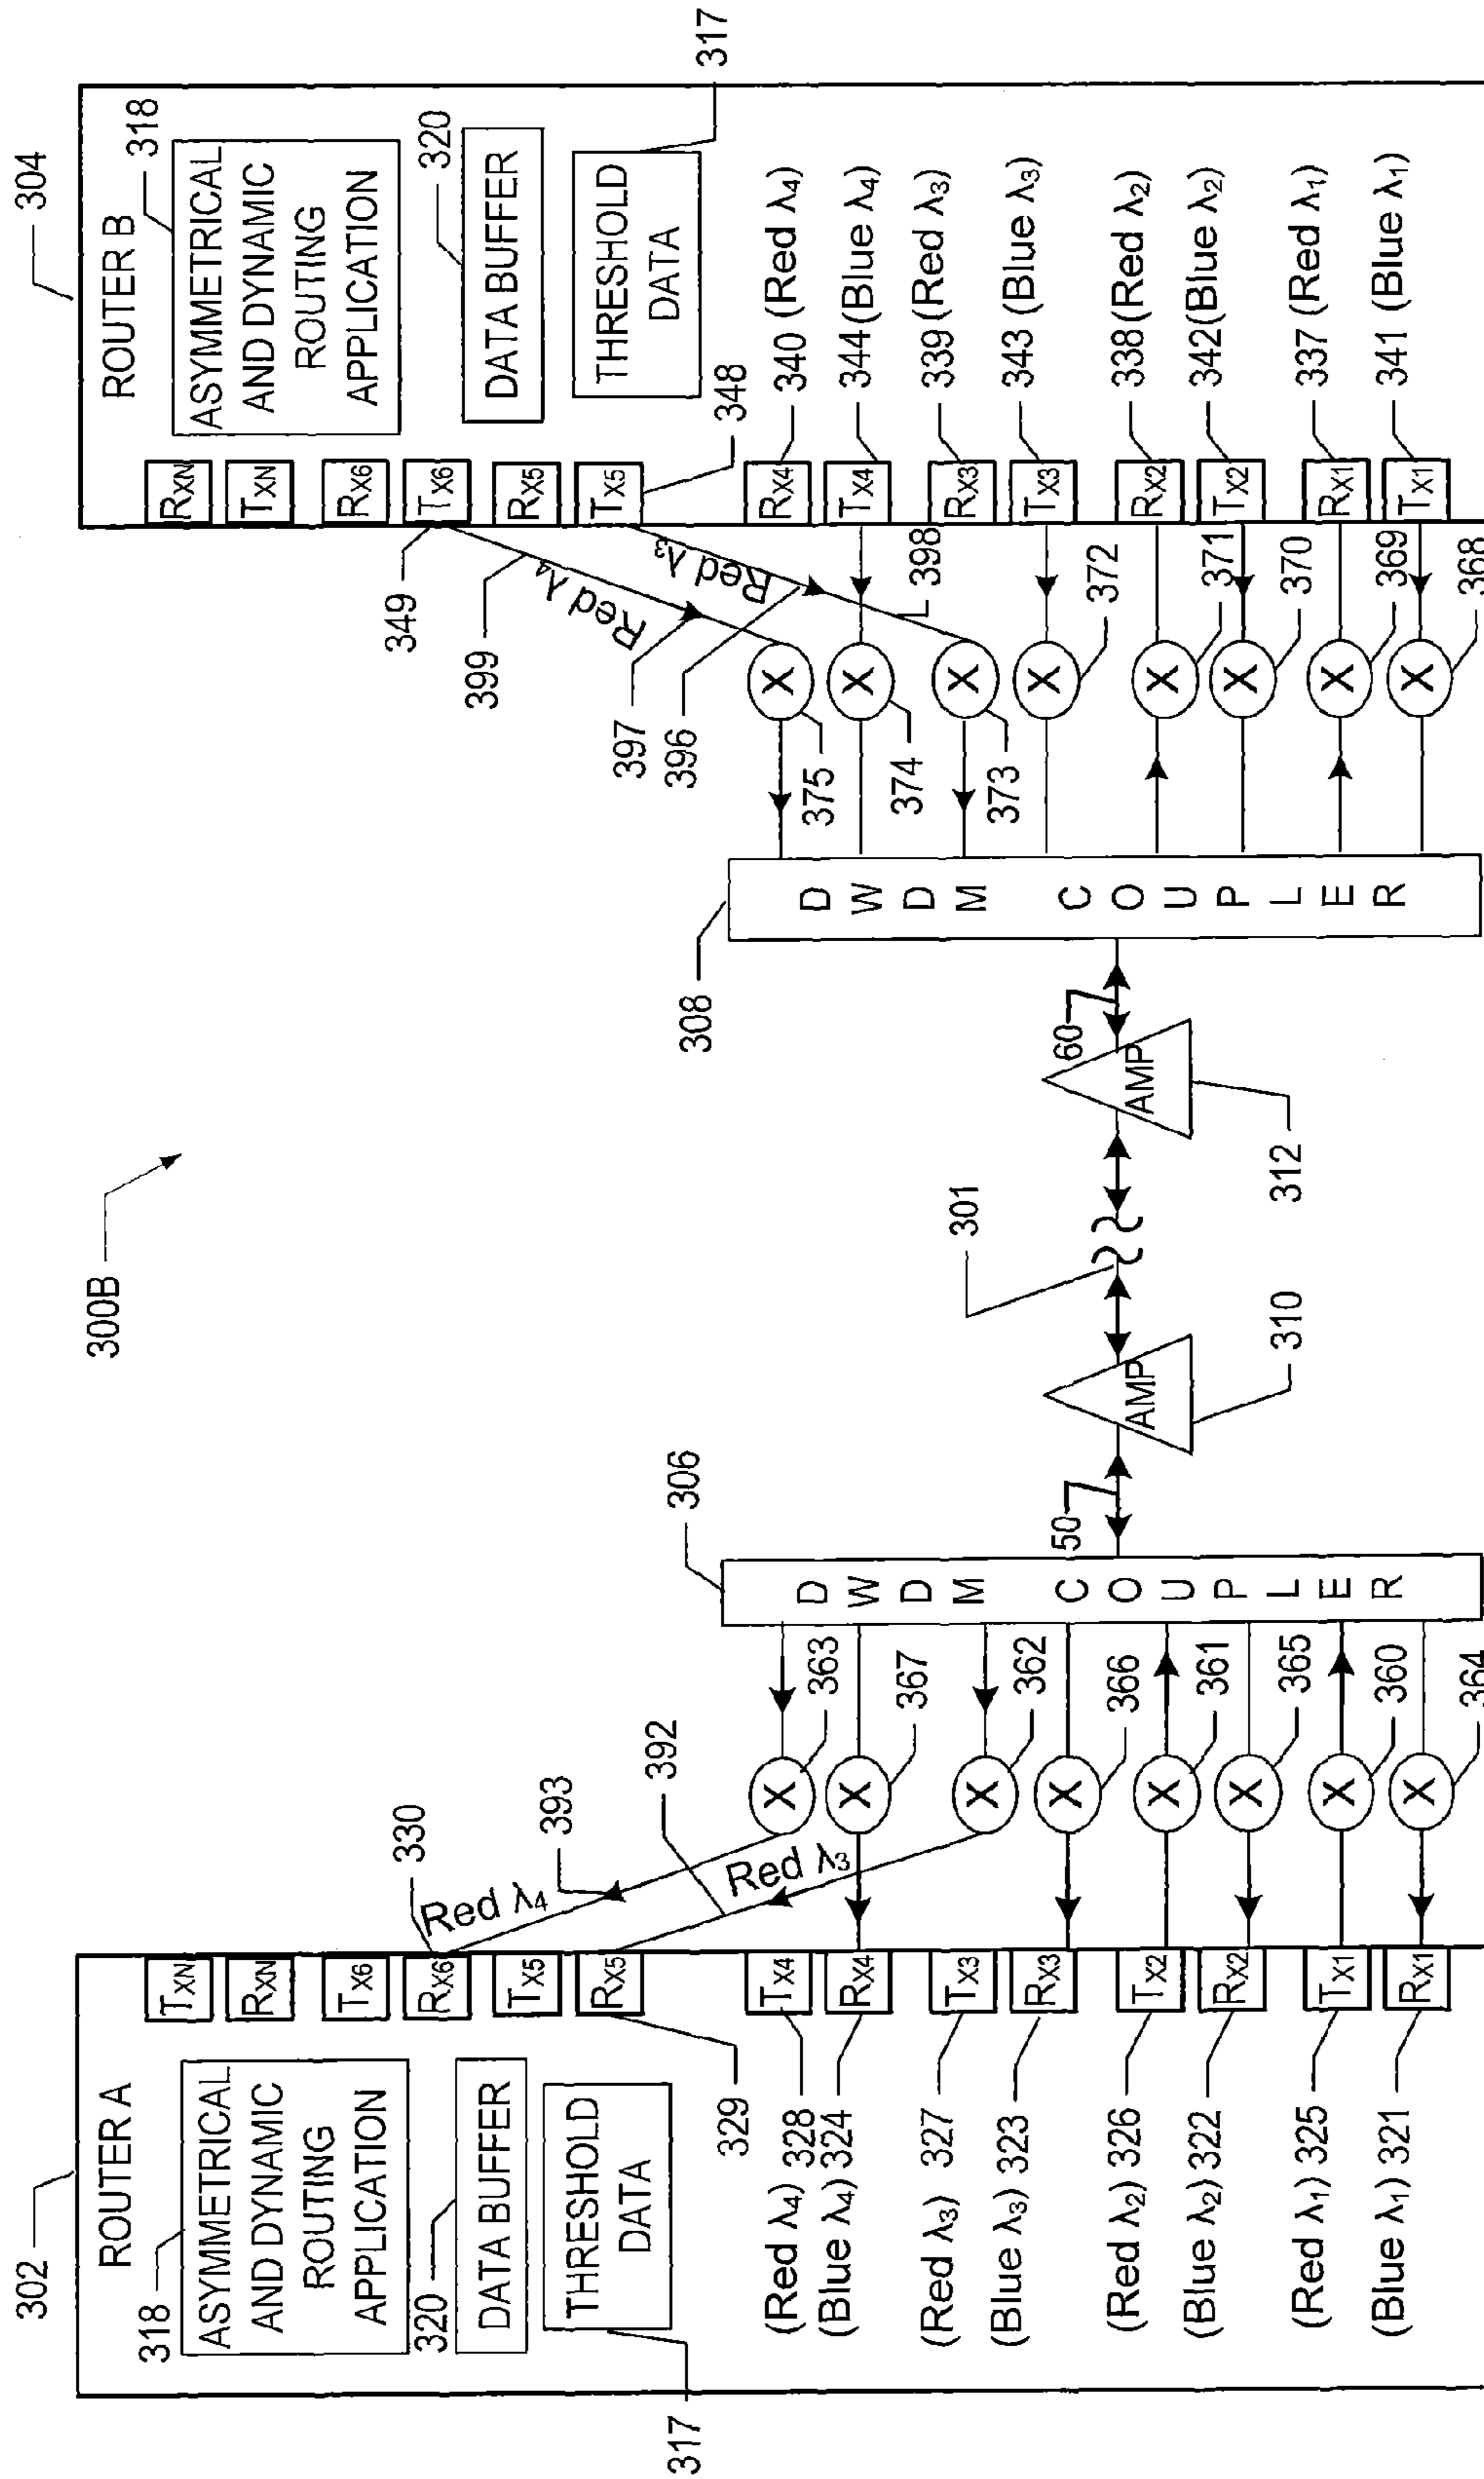 300B
302
ROUTER A
318
ASYMMETRICAL
AND DYNAMIC
ROUTING
APPLICATION
320
DATA BUFFER
THRESHOLD
DATA
317
TXN
RXN
TX6
RX6
TX5
RX5
330
329
TX4
RX4
TX3
RX3
TX2
RX2
TX1
RX1
(Red λ4) 328
(Blue λ4) 324
(Red λ3) 327
(Blue λ3) 323
(Red λ2) 326
(Blue λ2) 322
(Red λ1) 325
(Blue λ1) 321
Red λ4
393
Red λ3
392
X
X
X
X
X
X
X
X
363
367
362
366
361
365
360
364
306
DWDM COUPLER
50
AMP
310
301
AMP
312
60
308
DWDM COUPLER
X
X
X
X
X
X
X
X
375
374
373
372
371
370
369
368
397
396
399
Red λ4
Red λ3
398
349
348
304
ROUTER B
318
ASYMMETRICAL
AND DYNAMIC
ROUTING
APPLICATION
320
DATA BUFFER
THRESHOLD
DATA
317
RXN
TXN
RX6
TX6
RX5
TX5
RX4
TX4
RX3
TX3
RX2
TX2
RX1
TX1
340 (Red λ4)
344 (Blue λ4)
339 (Red λ3)
343 (Blue λ3)
338 (Red λ2)
342 (Blue λ2)
337 (Red λ1)
341 (Blue λ1)